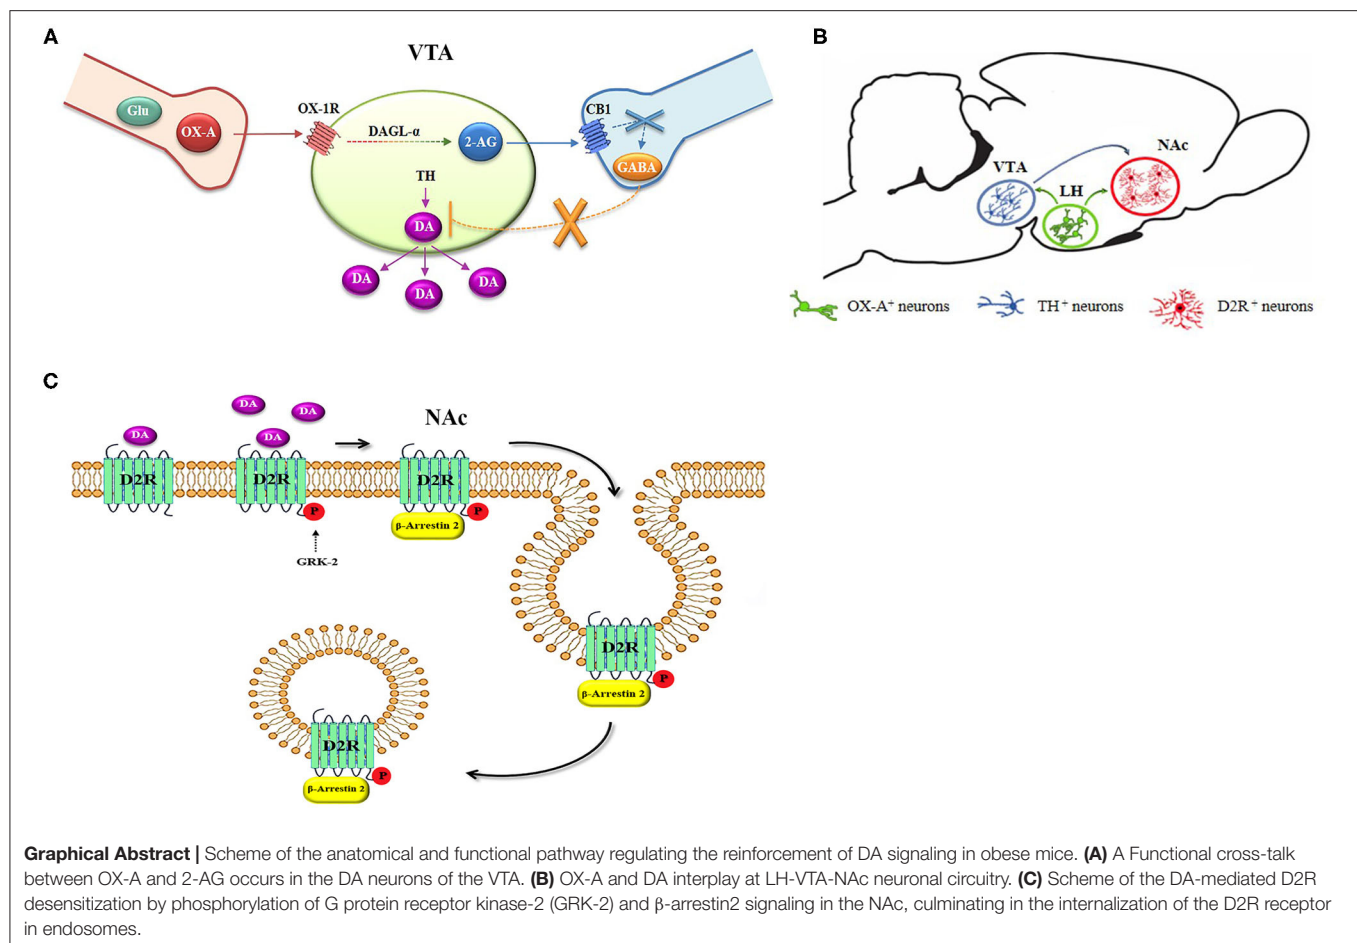 A
VTA
Glu
OX-A
OX-1R
DAGL-α
2-AG
CB1
GABA
TH
DA
DA
DA
DA
B
VTA
LH
NAc
OX-A+ neurons
TH+ neurons
D2R+ neurons
C
NAc
DA
DA
DA
DA
D2R
D2R
D2R
P
P
β-Arrestin 2
GRK-2
D2R
P
β-Arrestin 2
D2R
P
β-Arrestin 2
Graphical Abstract | Scheme of the anatomical and functional pathway regulating the reinforcement of DA signaling in obese mice. (A) A Functional cross-talk
between OX-A and 2-AG occurs in the DA neurons of the VTA. (B) OX-A and DA interplay at LH-VTA-NAc neuronal circuitry. (C) Scheme of the DA-mediated D2R
desensitization by phosphorylation of G protein receptor kinase-2 (GRK-2) and β-arrestin2 signaling in the NAc, culminating in the internalization of the D2R receptor
in endosomes.